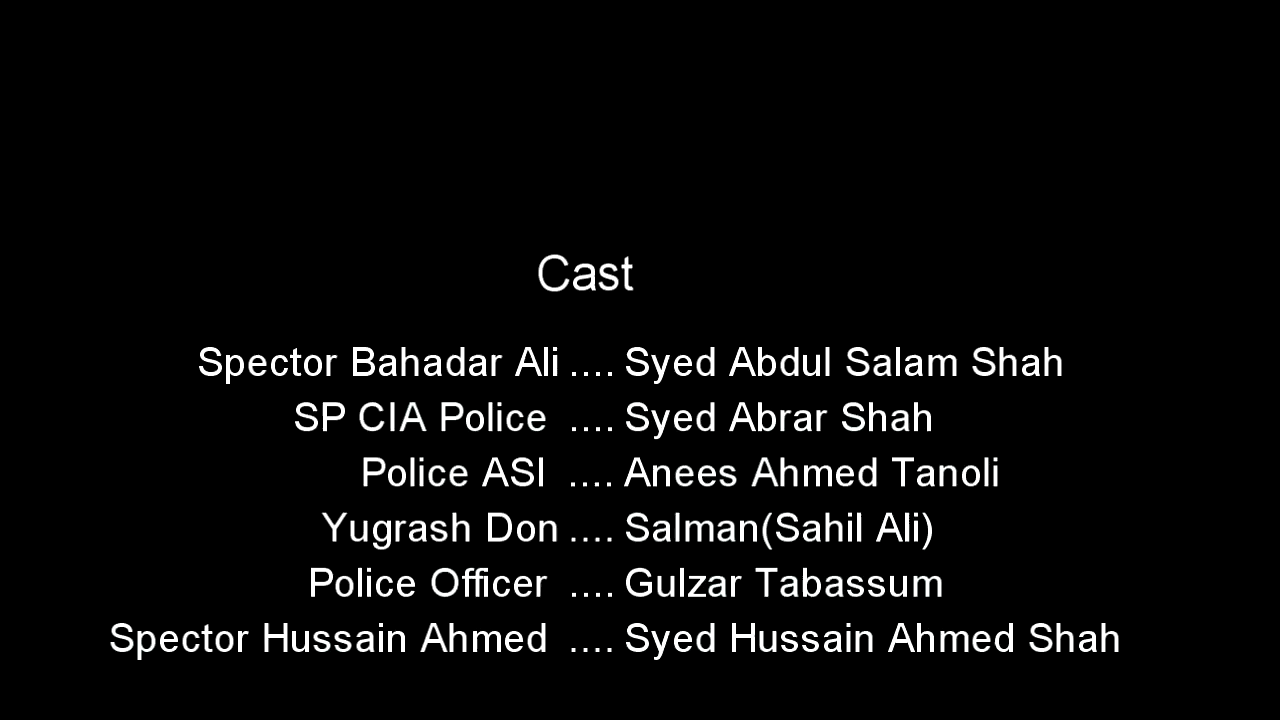 Cast
Spector Bahadar Ali .... Syed Abdul Salam Shah
SP CIA Police .... Syed Abrar Shah
Police ASI .... Anees Ahmed Tanoli
Yugrash Don .... Salman(Sahil Ali)
Police Officer .... Gulzar Tabassum
Spector Hussain Ahmed .... Syed Hussain Ahmed Shah